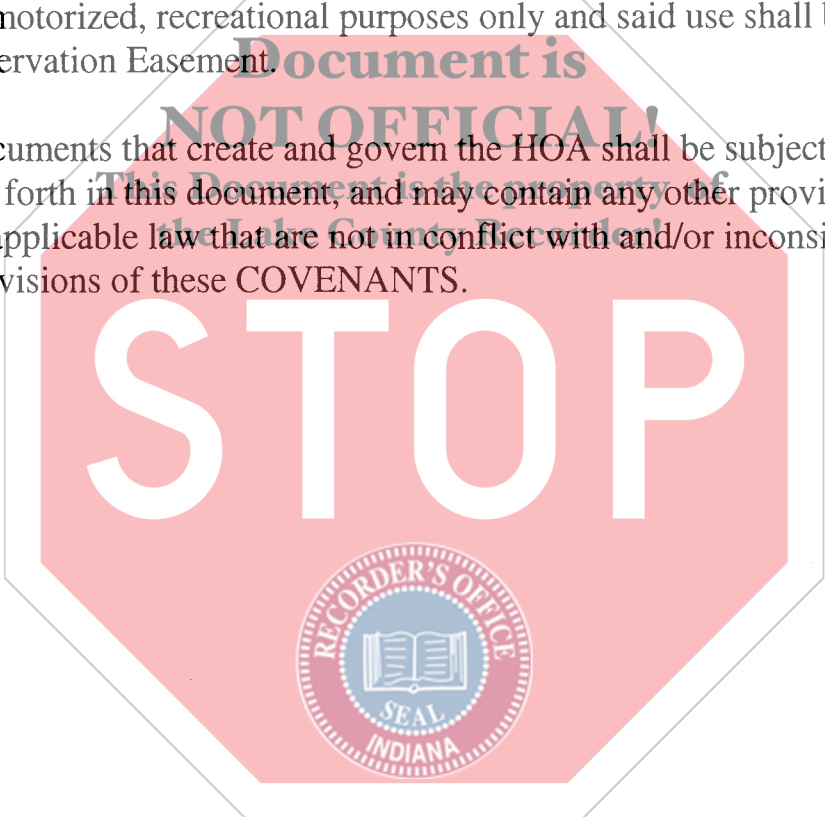 motorized, recreational purposes only and said use shall
ervation Easement.
Document is
NOT OFFICIAL!
cuments that create and govern the HOA shall be subject
forth in this document, and may contain any other provi
This Document is the property of
applicable law that are not in conflict with and/or inconsi
the Lake County Recorder!
visions of these COVENANTS.
STOP
RECORDER'S OFFICE
SEAL
INDIANA